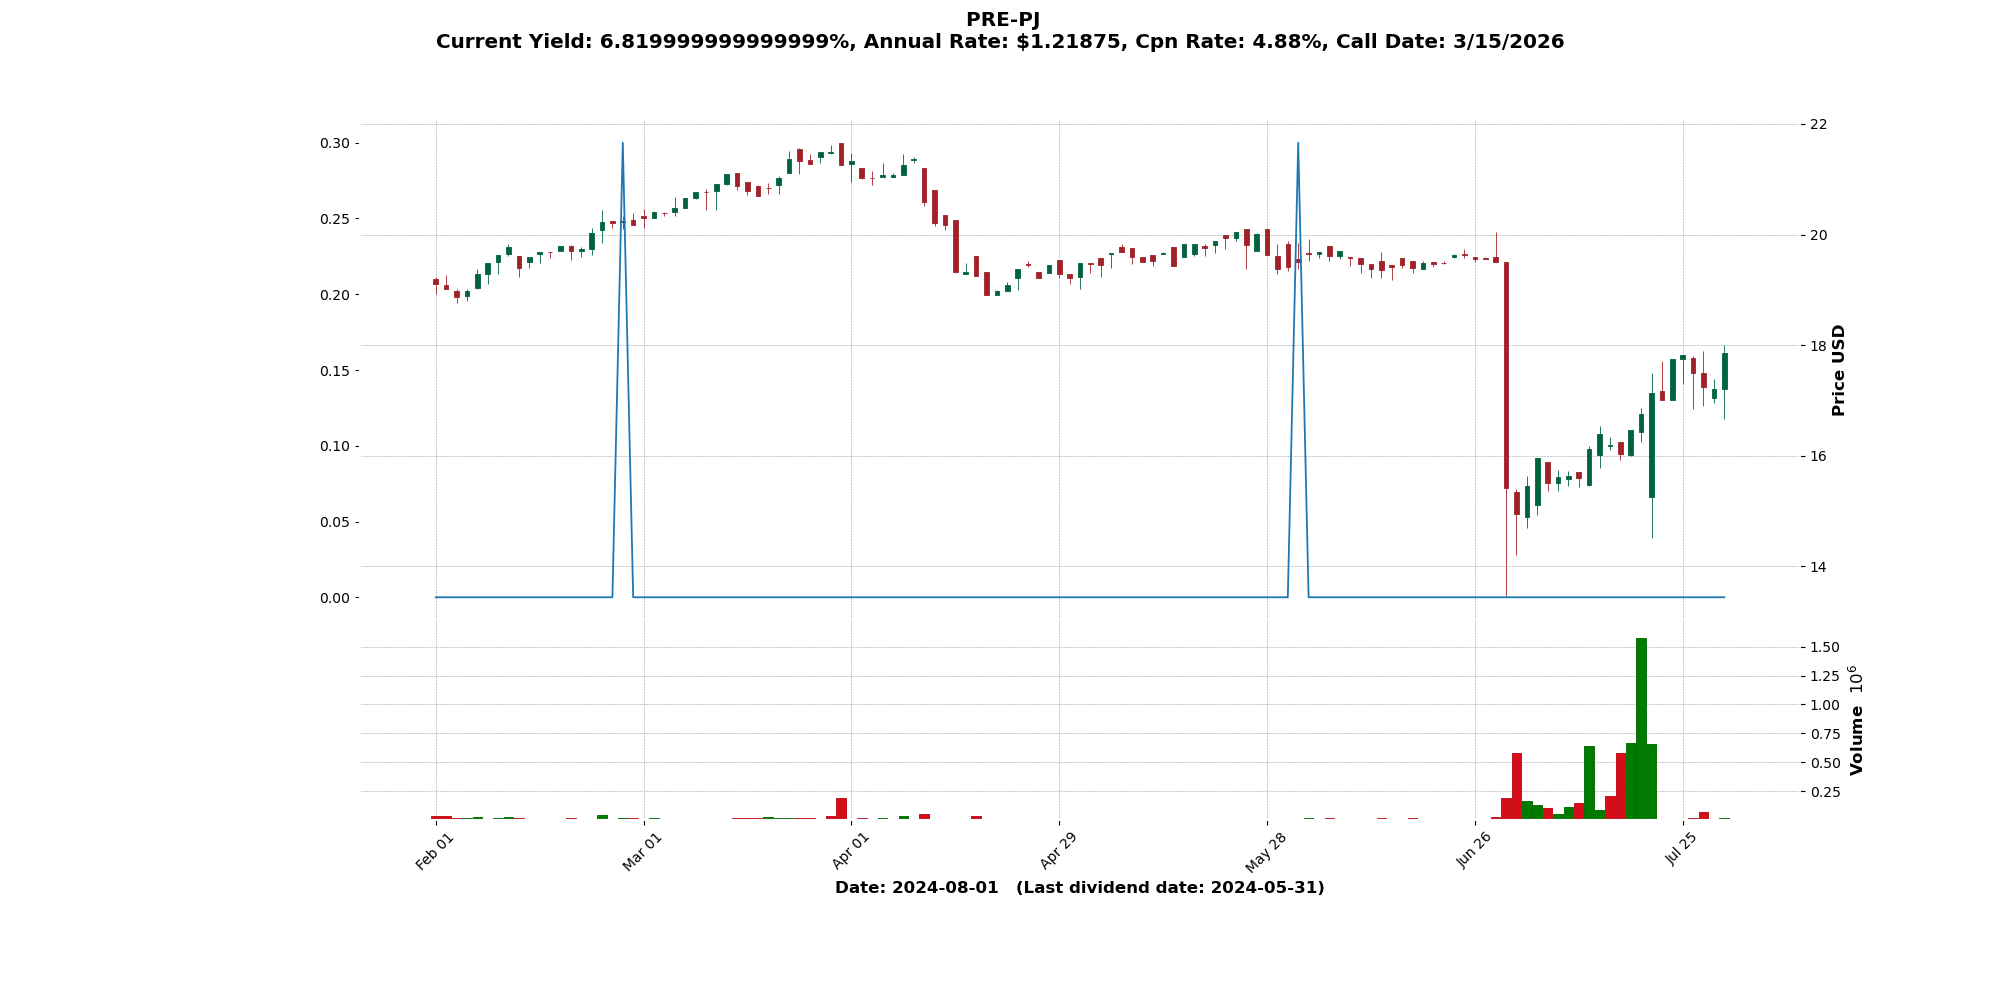 PRE-PJ
Current Yield: 6.819999999999999%, Annual Rate: $1.21875, Cpn Rate: 4.88%, Call Date: 3/15/2026
0.30
0.25
0.20
0.15
0.10
0.05
0.00
22
20
18
16
14
Price USD
1.50
1.25
1.00
0.75
0.50
0.25
Volume 10^6
Feb 01
Mar 01
Apr 01
Apr 29
May 28
Jun 26
Jul 25
Date: 2024-08-01 (Last dividend date: 2024-05-31)